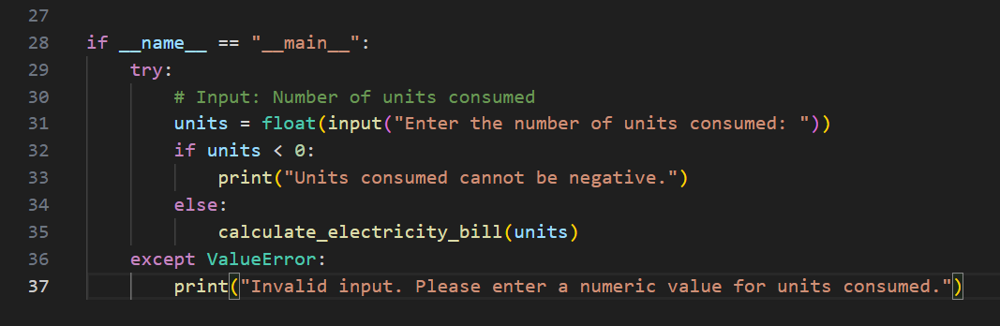 27
28 if __name__ == "__main__":
29     try:
30         # Input: Number of units consumed
31         units = float(input("Enter the number of units consumed: "))
32         if units < 0:
33             print("Units consumed cannot be negative.")
34         else:
35             calculate_electricity_bill(units)
36     except ValueError:
37         print("Invalid input. Please enter a numeric value for units consumed.")